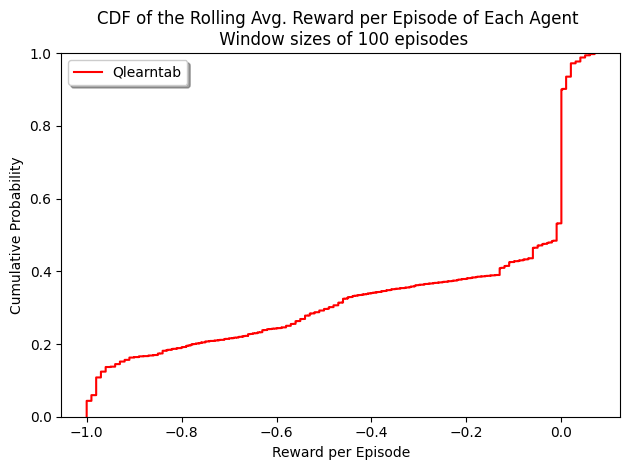 CDF of the Rolling Avg. Reward per Episode of Each Agent
Window sizes of 100 episodes
Qlearntab
1.0
0.8
0.6
0.4
0.2
0.0
Cumulative Probability
−1.0 −0.8 −0.6 −0.4 −0.2 0.0
Reward per Episode